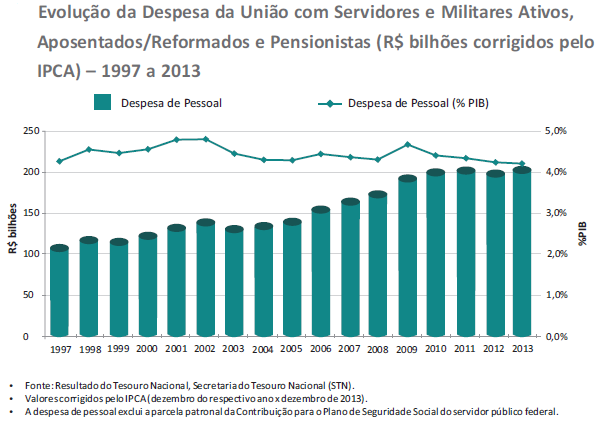 Evolução da Despesa da União com Servidores e Militares Ativos,
Aposentados/Reformados e Pensionistas (R$ bilhões corrigidos pelo
IPCA) – 1997 a 2013
Despesa de Pessoal
Despesa de Pessoal (% PIB)
250
200
150
100
50
0
R$ bilhões
5,0%
4,0%
3,0%
2,0%
1,0%
0,0%
%PIB
1997 1998 1999 2000 2001 2002 2003 2004 2005 2006 2007 2008 2009 2010 2011 2012 2013
• Fonte: Resultado do Tesouro Nacional, Secretaria do Tesouro Nacional (STN).
• Valores corrigidos pelo IPCA (dezembro do respectivo ano x dezembro de 2013).
• A despesa de pessoal exclui a parcela patronal da Contribuição para o Plano de Seguridade Social do servidor público federal.